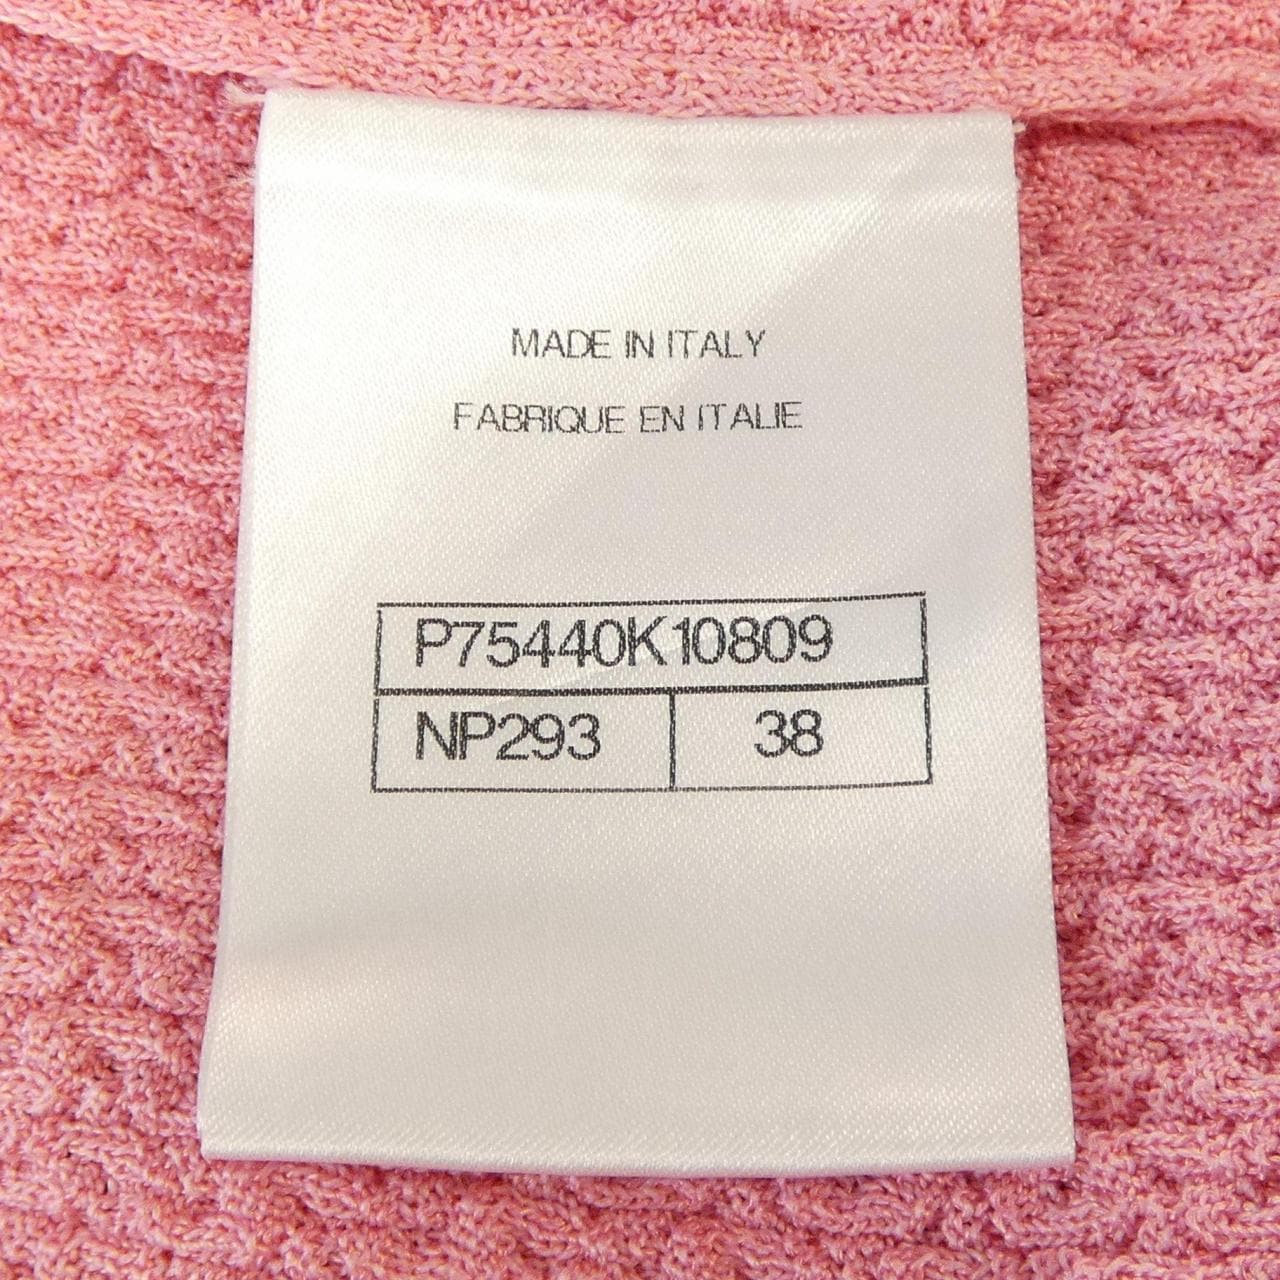 MADE IN ITALY
FABRIQUE EN ITALIE
P75440K10809
NP293 38